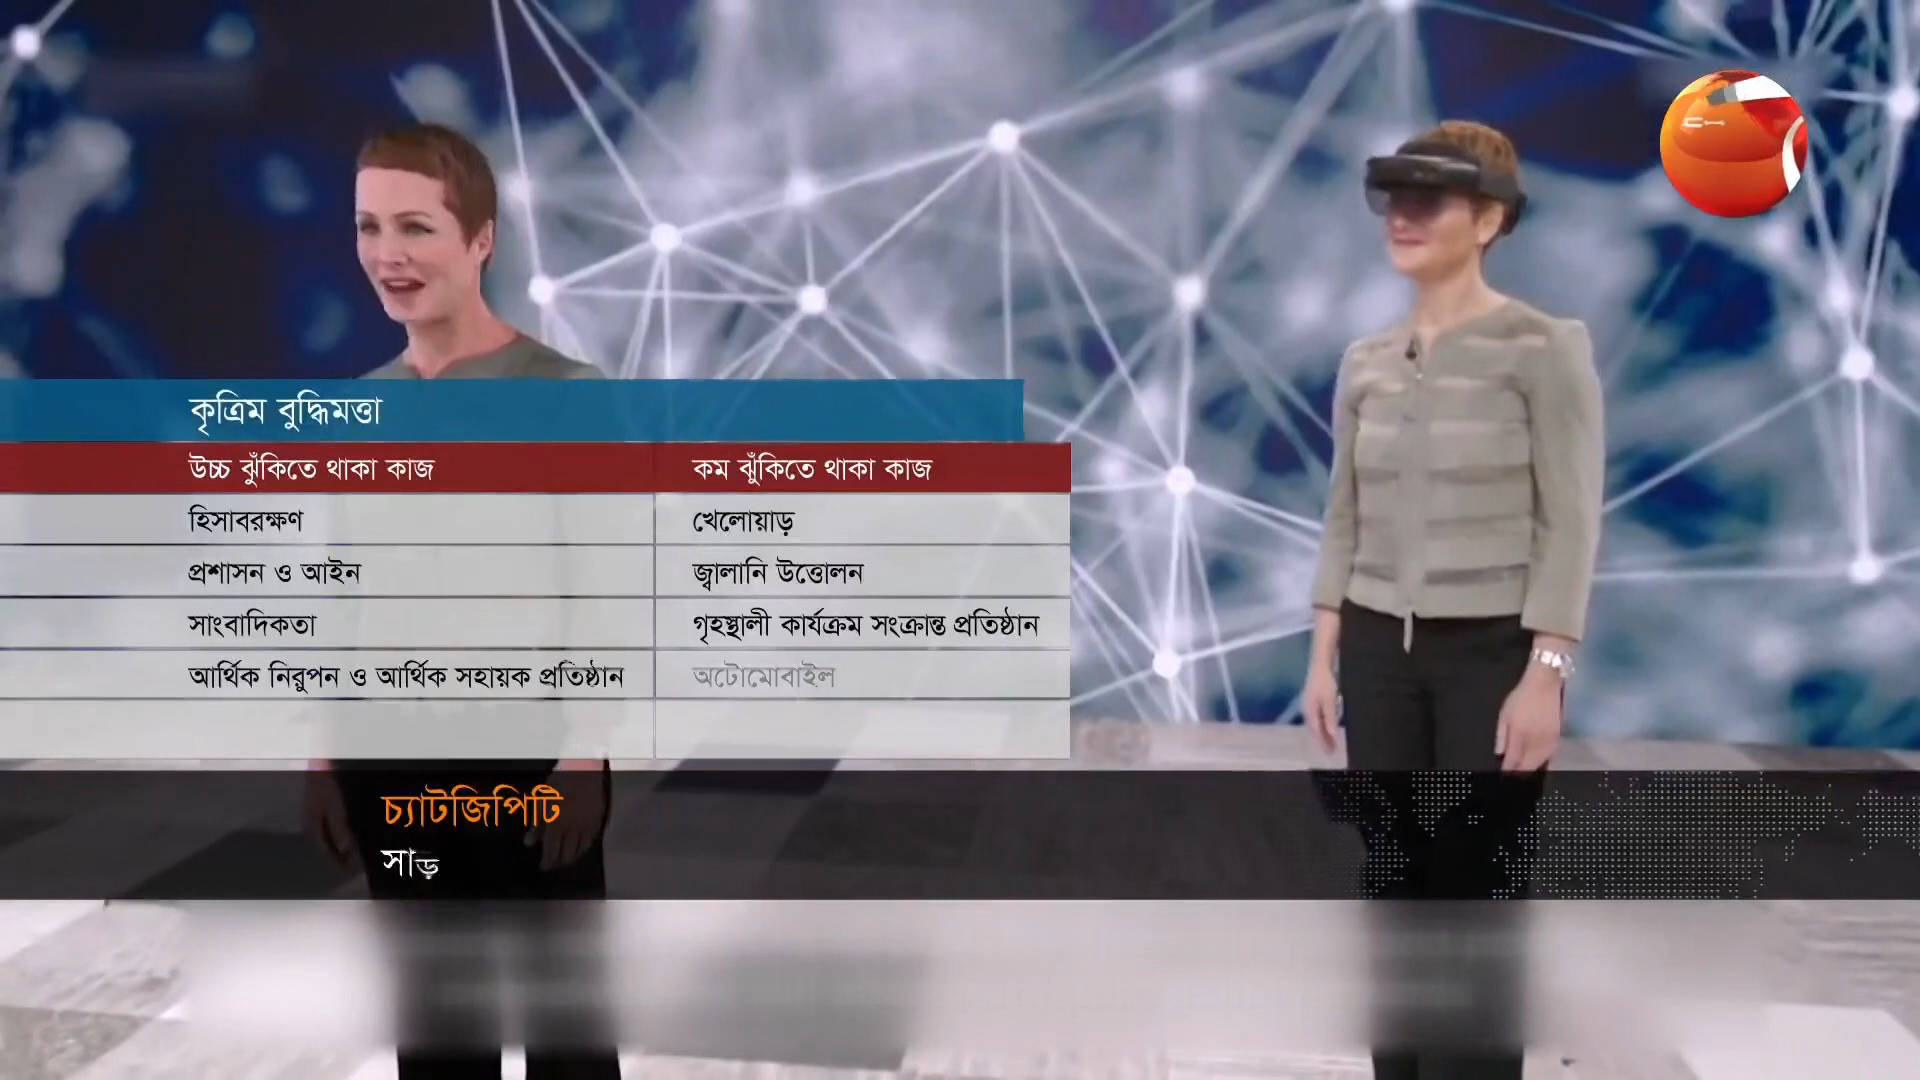 কৃত্রিম বুদ্ধিমত্তা
উচ্চ ঝুঁকিতে থাকা কাজ কম ঝুঁকিতে থাকা কাজ
হিসাবরক্ষণ খেলোয়াড়
প্রশাসন ও আইন জ্বালানি উত্তোলন
সাংবাদিকতা গৃহস্থালী কার্যক্রম সংক্রান্ত প্রতিষ্ঠান
আর্থিক নিরুপন ও আর্থিক সহায়ক প্রতিষ্ঠান অটোমোবাইল
চ্যাটজিপিটি
সাড়